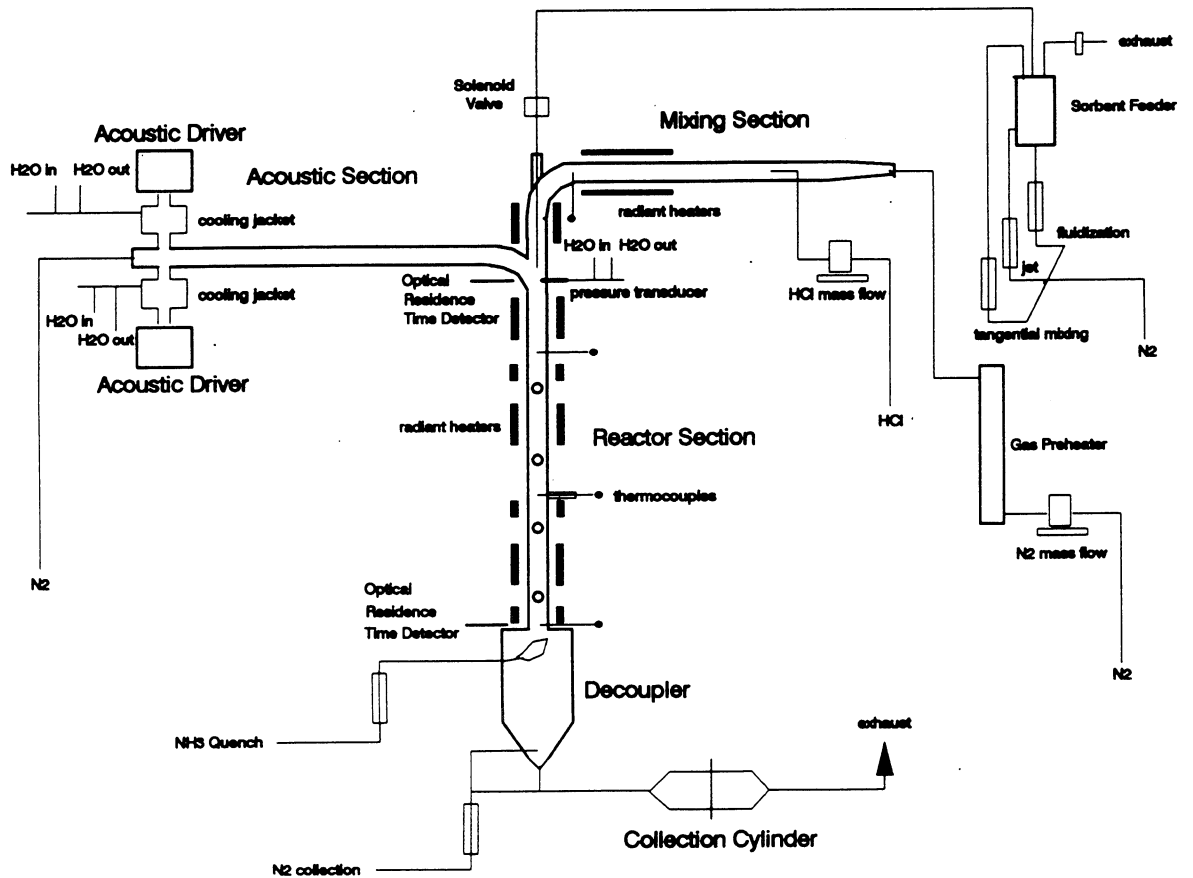 exhaust
Solenoid
Valve
Sorbent Feeder
Mixing Section
Acoustic Driver
H2O in
H2O out
Acoustic Section
cooling jacket
radiant heaters
fluidization
H2O in
H2O out
jet
Optical
Residence
Time Detector
pressure transducer
HCl mass flow
cooling jacket
H2O in
H2O out
tangential mixing
N2
Acoustic Driver
HCl
radiant heaters
Reactor Section
Gas Preheater
thermocouples
N2 mass flow
N2
Optical
Residence
Time Detector
N2
Decoupler
exhaust
NH3 Quench
Collection Cylinder
N2 collection